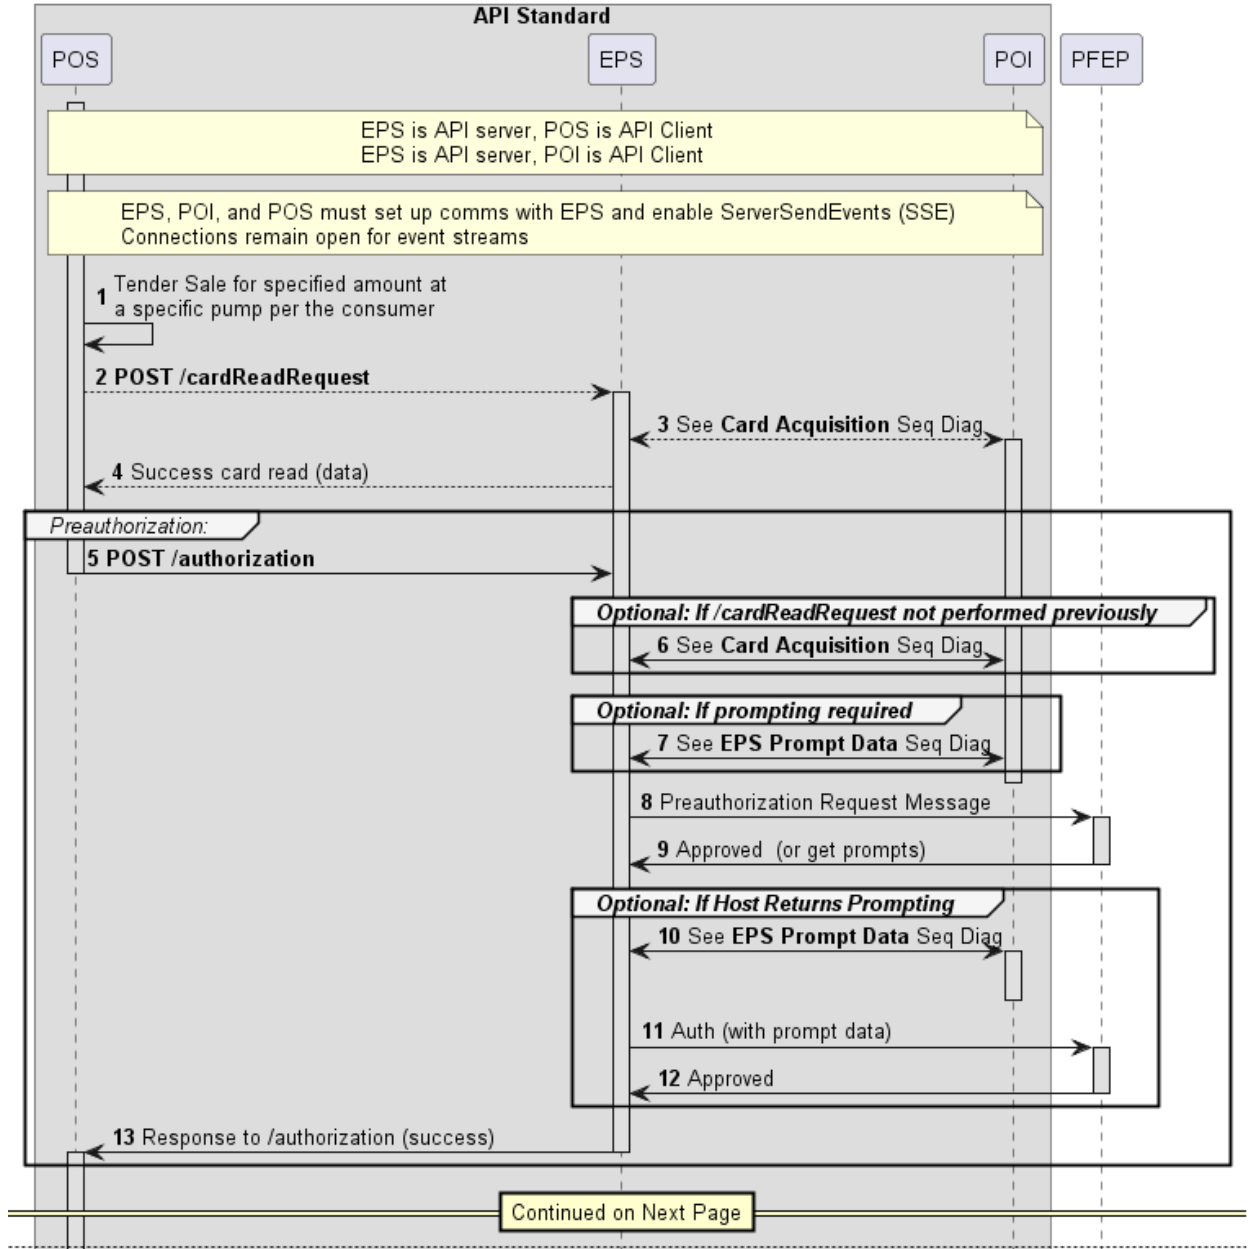 API Standard
POS
EPS
POI
PFEP
EPS is API server, POS is API Client
EPS is API server, POI is API Client
EPS, POI, and POS must set up comms with EPS and enable ServerSendEvents (SSE)
Connections remain open for event streams
1 Tender Sale for specified amount at
a specific pump per the consumer
2 POST /cardReadRequest
3 See Card Acquisition Seq Diag
4 Success card read (data)
Preauthorization:
5 POST /authorization
Optional: If /cardReadRequest not performed previously
6 See Card Acquisition Seq Diag
Optional: If prompting required
7 See EPS Prompt Data Seq Diag
8 Preauthorization Request Message
9 Approved (or get prompts)
Optional: If Host Returns Prompting
10 See EPS Prompt Data Seq Diag
11 Auth (with prompt data)
12 Approved
13 Response to /authorization (success)
Continued on Next Page